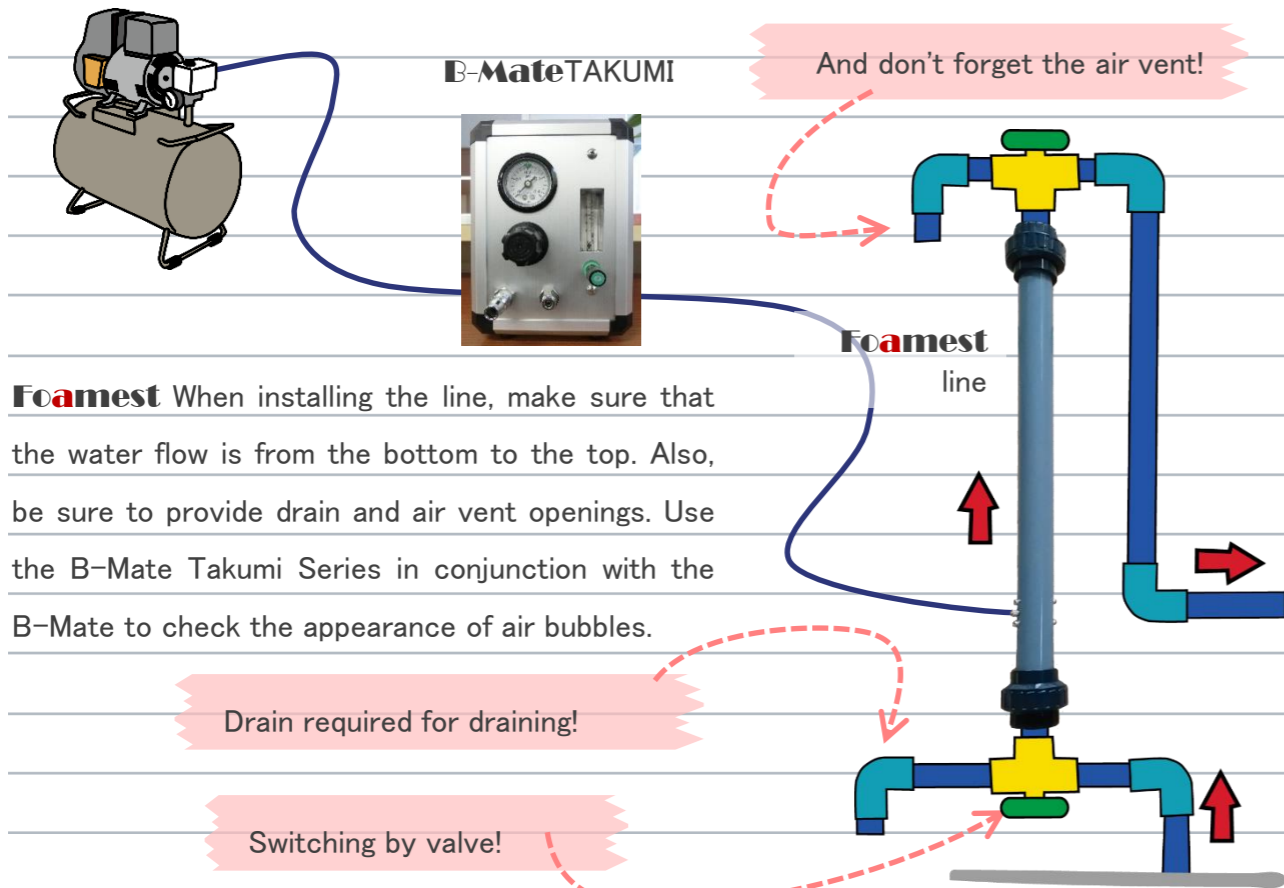 B-Mate TAKUMI
And don't forget the air vent!
Foamest
line
Foamest When installing the line, make sure that
the water flow is from the bottom to the top. Also,
be sure to provide drain and air vent openings. Use
the B-Mate Takumi Series in conjunction with the
B-Mate to check the appearance of air bubbles.
Drain required for draining!
Switching by valve!